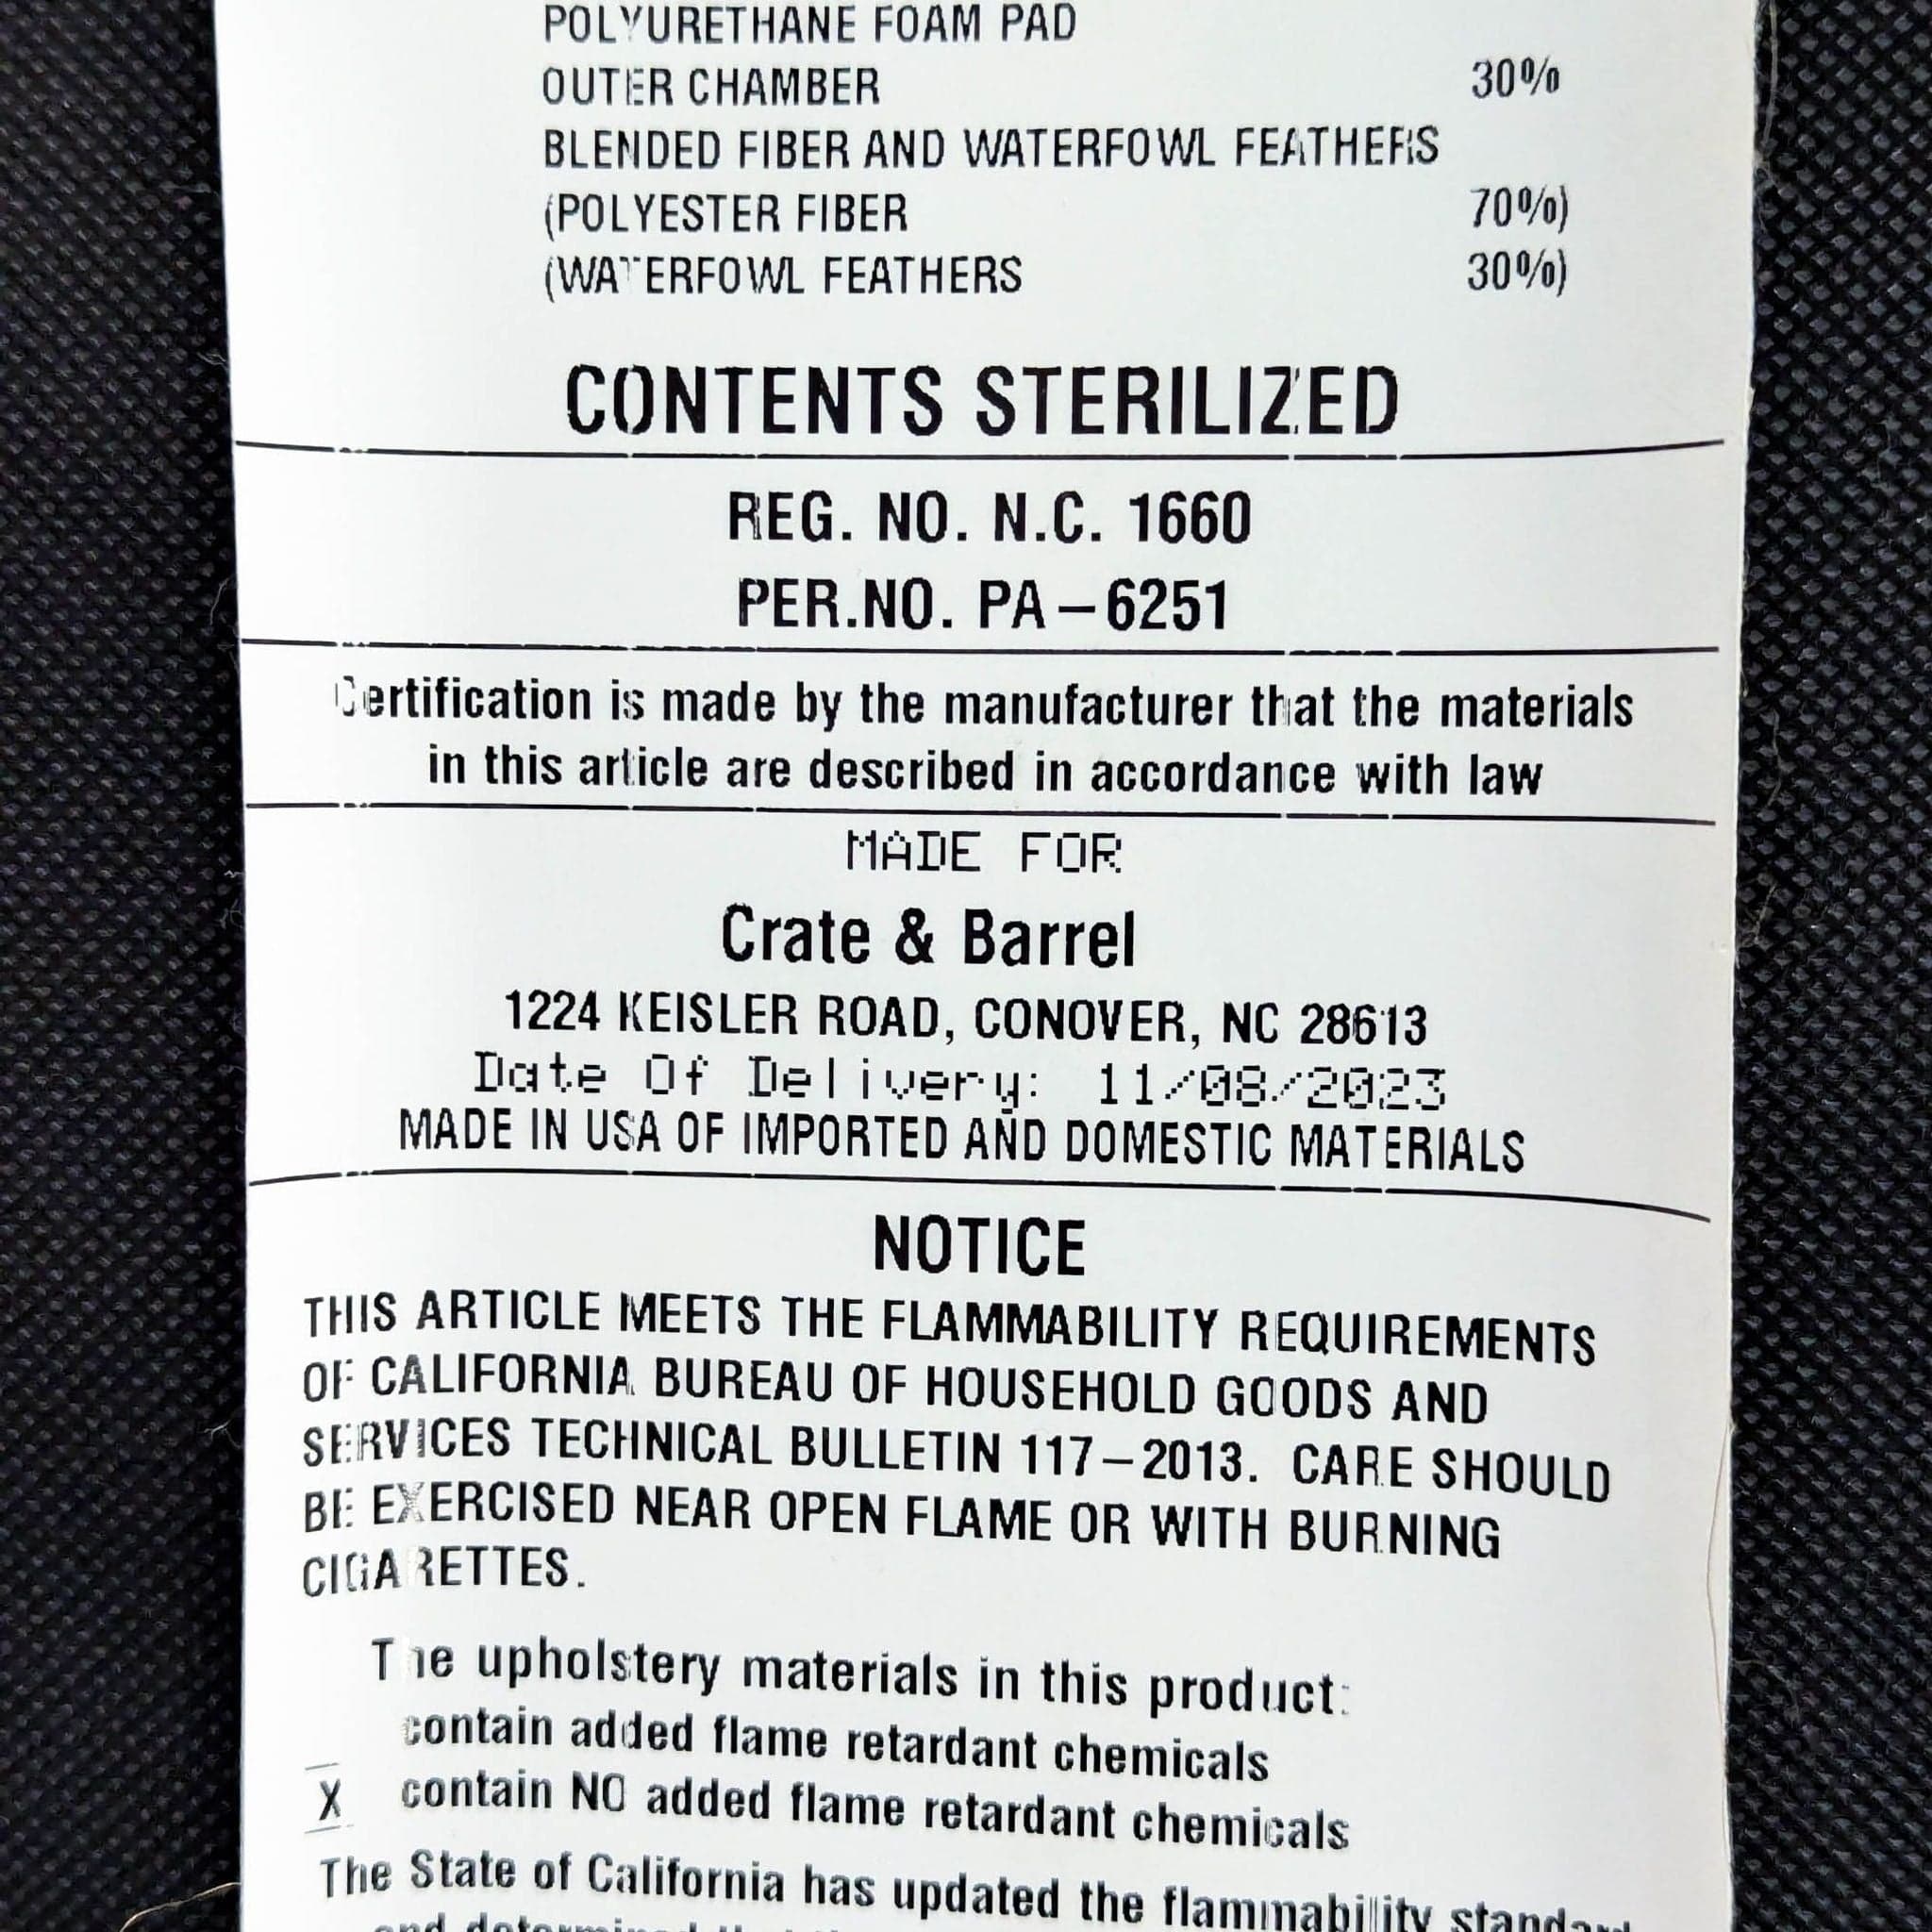 POLYURETHANE FOAM PAD
OUTER CHAMBER 30%
BLENDED FIBER AND WATERFOWL FEATHERS
(POLYESTER FIBER 70%)
(WATERFOWL FEATHERS 30%)
CONTENTS STERILIZED
REG. NO. N.C. 1660
PER.NO. PA-6251
Certification is made by the manufacturer that the materials
in this article are described in accordance with law
MADE FOR
Crate & Barrel
1224 KEISLER ROAD, CONOVER, NC 28613
Date Of Delivery: 11/08/2023
MADE IN USA OF IMPORTED AND DOMESTIC MATERIALS
NOTICE
THIS ARTICLE MEETS THE FLAMMABILITY REQUIREMENTS
OF CALIFORNIA BUREAU OF HOUSEHOLD GOODS AND
SERVICES TECHNICAL BULLETIN 117-2013. CARE SHOULD
BE EXERCISED NEAR OPEN FLAME OR WITH BURNING
CIGARETTES.
The upholstery materials in this product:
contain added flame retardant chemicals
X contain NO added flame retardant chemicals
The State of California has updated the flammability standard
and determined that